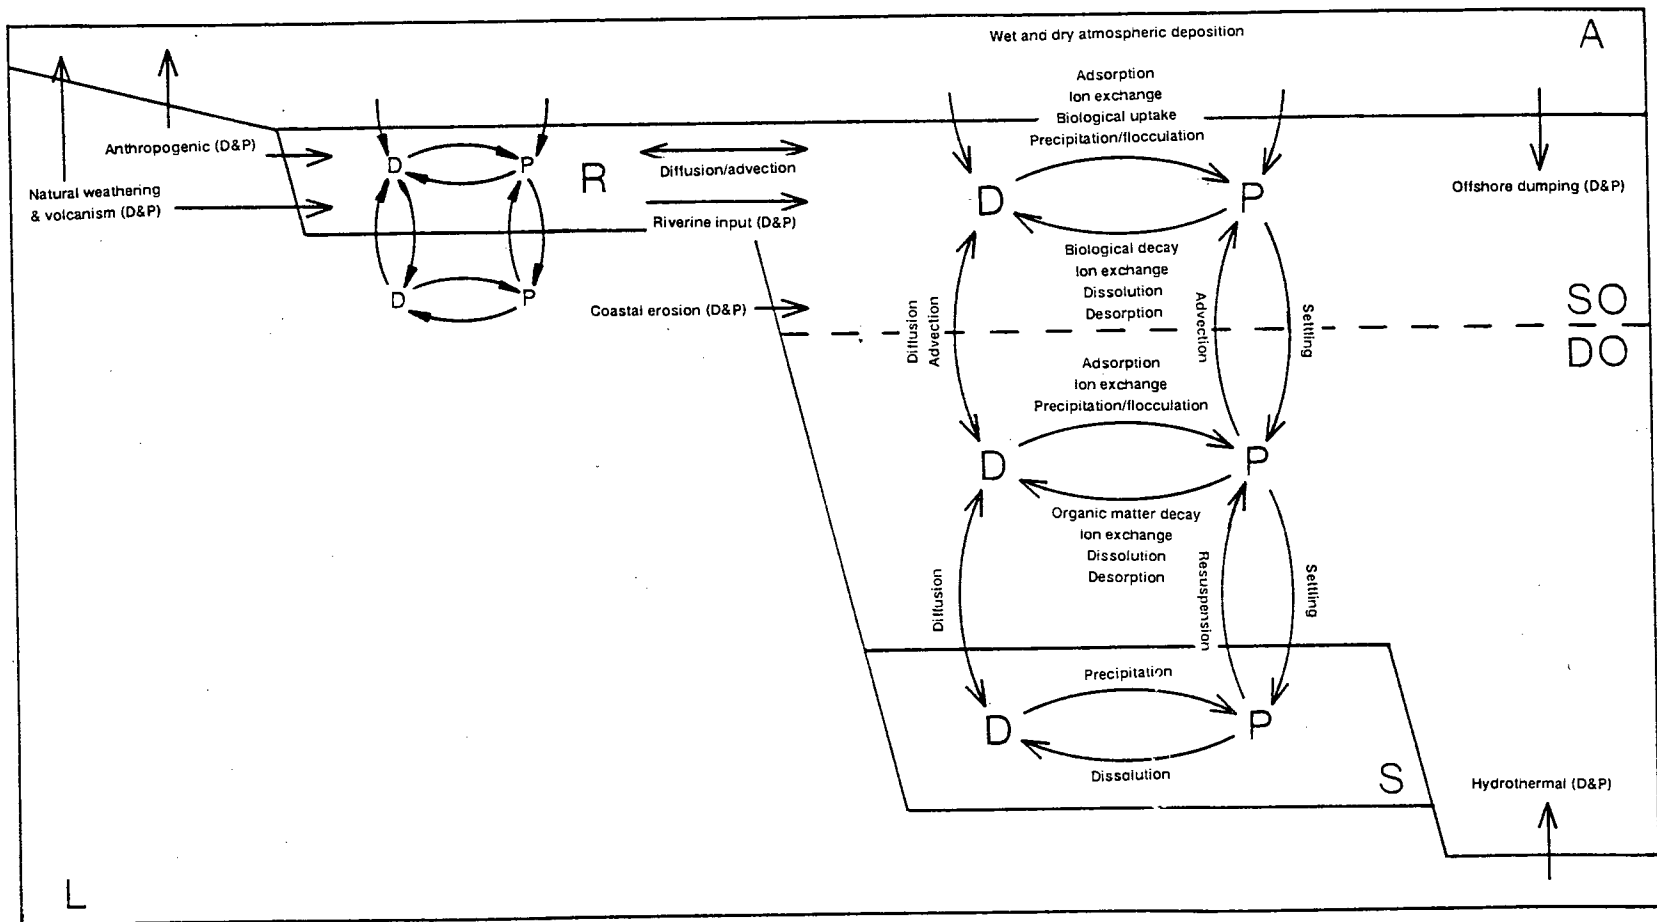 Wet and dry atmospheric deposition
A
Adsorption
Ion exchange
Biological uptake
Precipitation/flocculation
Anthropogenic (D&P)
Natural weathering
& volcanism (D&P)
D
P
R
D
P
Diffusion/advection
Riverine input (D&P)
Coastal erosion (D&P)
D
P
Offshore dumping (D&P)
Biological decay
Ion exchange
Dissolution
Desorption
Diffusion
Advection
Advection
Settling
SO
DO
Adsorption
Ion exchange
Precipitation/flocculation
D
P
Organic matter decay
Ion exchange
Dissolution
Desorption
Diffusion
Resuspension
Settling
Precipitation
D
P
Dissolution
S
Hydrothermal (D&P)
L